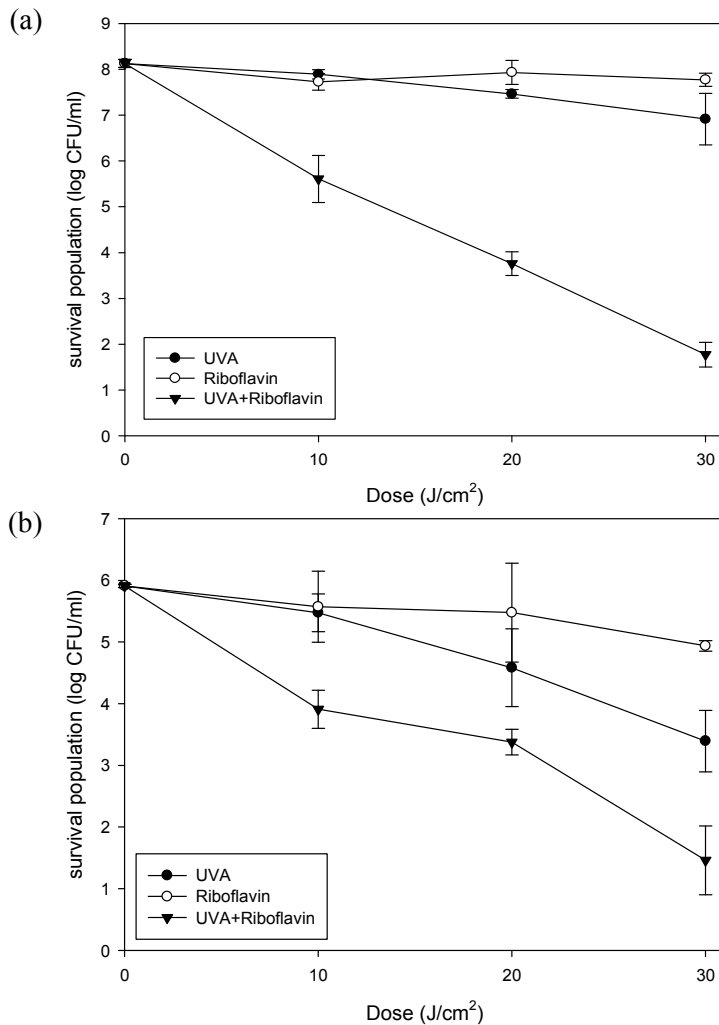 (a)
survival population (log CFU/ml)
9
8
7
6
5
4
3
2
1
0
UVA
Riboflavin
UVA+Riboflavin
0 10 20 30
Dose (J/cm²)
(b)
survival population (log CFU/ml)
7
6
5
4
3
2
1
0
UVA
Riboflavin
UVA+Riboflavin
0 10 20 30
Dose (J/cm²)